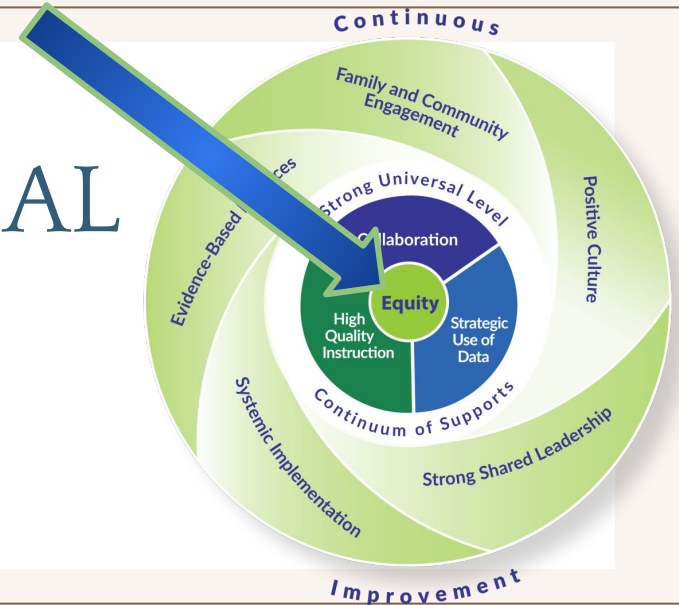 Continuous
Family and Community
Engagement
AL
Positive Culture
Strong Universal Level
Evidence-Based
Equity
High
Quality
Instruction
Strategic
Use of
Data
Continuum of Supports
Systemic Implementation
Strong Shared Leadership
Improvement